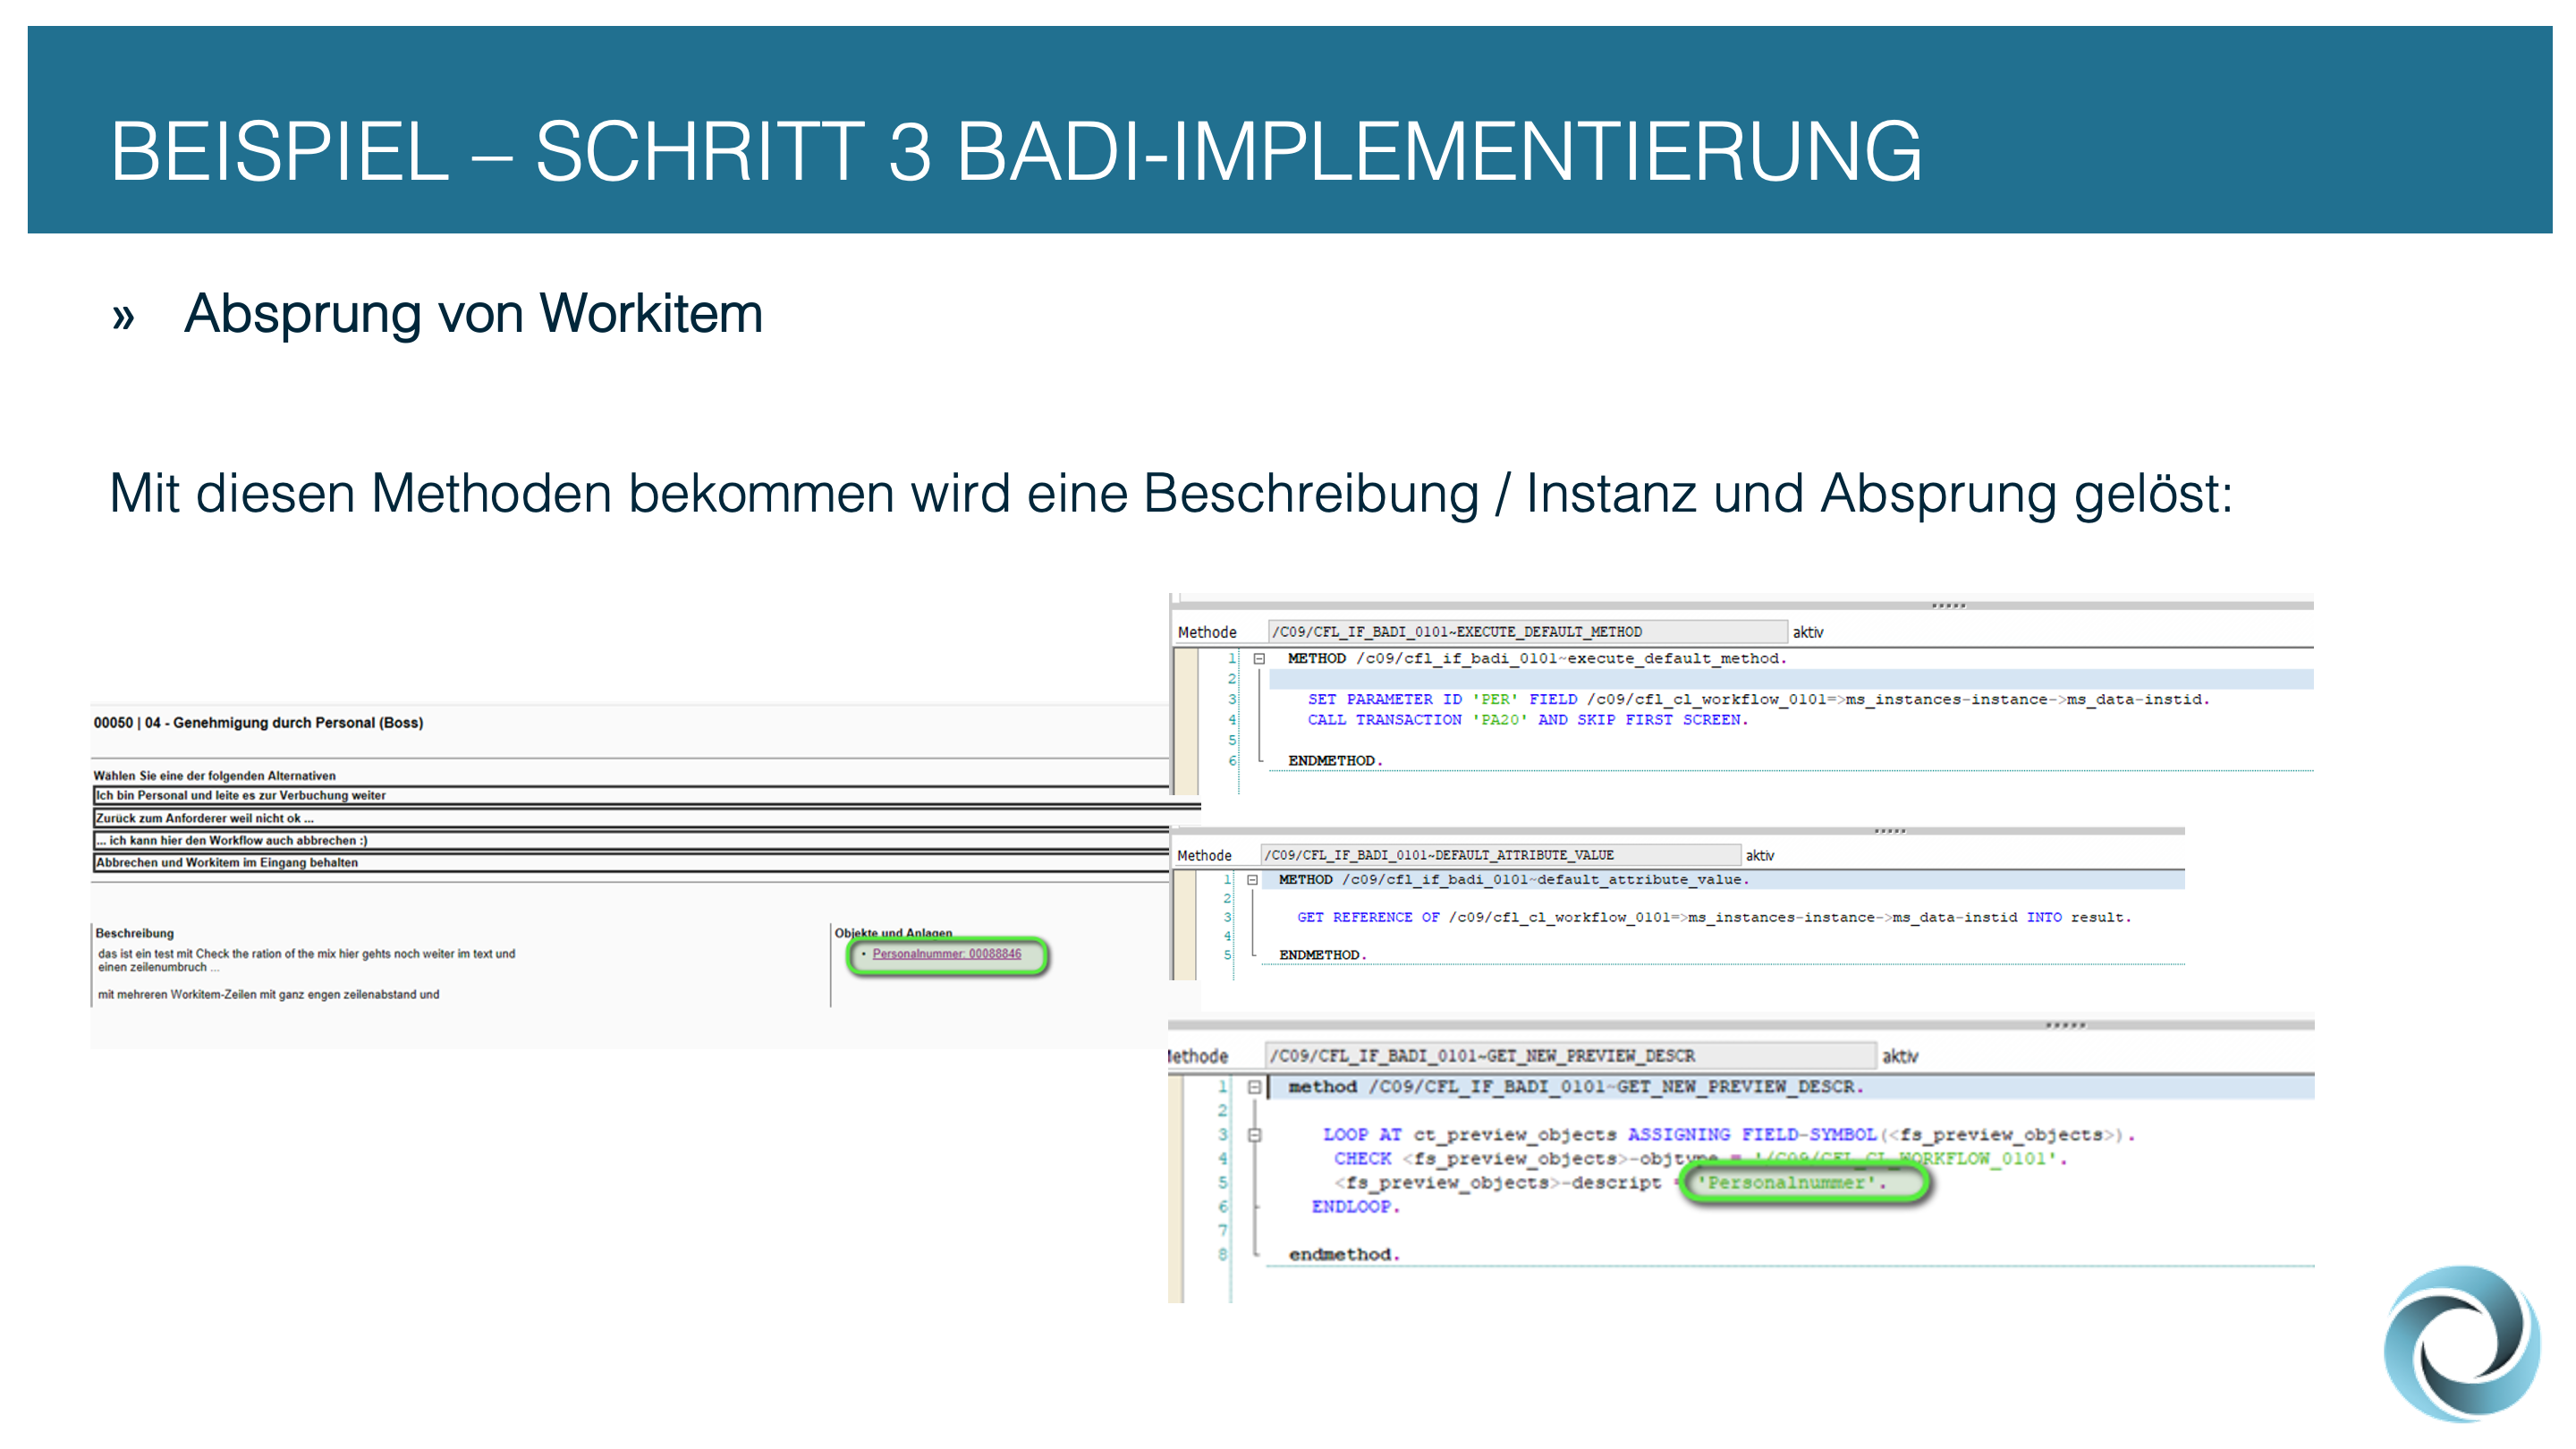 BEISPIEL – SCHRITT 3 BADI-IMPLEMENTIERUNG
» Absprung von Workitem
Mit diesen Methoden bekommen wird eine Beschreibung / Instanz und Absprung gelöst:
00050 | 04 - Genehmigung durch Personal (Boss)
Wählen Sie eine der folgenden Alternativen
Ich bin Personal und leite es zur Verbuchung weiter
Zurück zum Anforderer weil nicht ok ...
... ich kann hier den Workflow auch abbrechen :)
Abbrechen und Workitem im Eingang behalten
Beschreibung
das ist ein test mit Check the ration of the mix hier gehts noch weiter im text und
einen zeilenumbruch ...
mit mehreren Workitem-Zeilen mit ganz engen zeilenabstand und
Objekte und Anlagen
• Personalnummer: 00088846
Methode /C09/CFL_IF_BADI_0101~EXECUTE_DEFAULT_METHOD aktiv
1 METHOD /c09/cfl_if_badi_0101~execute_default_method.
2
3 SET PARAMETER ID 'PER' FIELD /c09/cfl_cl_workflow_0101=>ms_instances-instance->ms_data-instid.
4 CALL TRANSACTION 'PA20' AND SKIP FIRST SCREEN.
5
6 ENDMETHOD.
Methode /C09/CFL_IF_BADI_0101~DEFAULT_ATTRIBUTE_VALUE aktiv
1 METHOD /c09/cfl_if_badi_0101~default_attribute_value.
2
3 GET REFERENCE OF /c09/cfl_cl_workflow_0101=>ms_instances-instance->ms_data-instid INTO result.
4
5 ENDMETHOD.
lethode /C09/CFL_IF_BADI_0101~GET_NEW_PREVIEW_DESCR aktiv
1 method /C09/CFL_IF_BADI_0101~GET_NEW_PREVIEW_DESCR.
2
3 LOOP AT ct_preview_objects ASSIGNING FIELD-SYMBOL(<fs_preview_objects>).
4 CHECK <fs_preview_objects>-objtype = '/C09/CFL_CL_WORKFLOW_0101'.
5 <fs_preview_objects>-descript = 'Personalnummer'.
6 ENDLOOP.
7
8 endmethod.